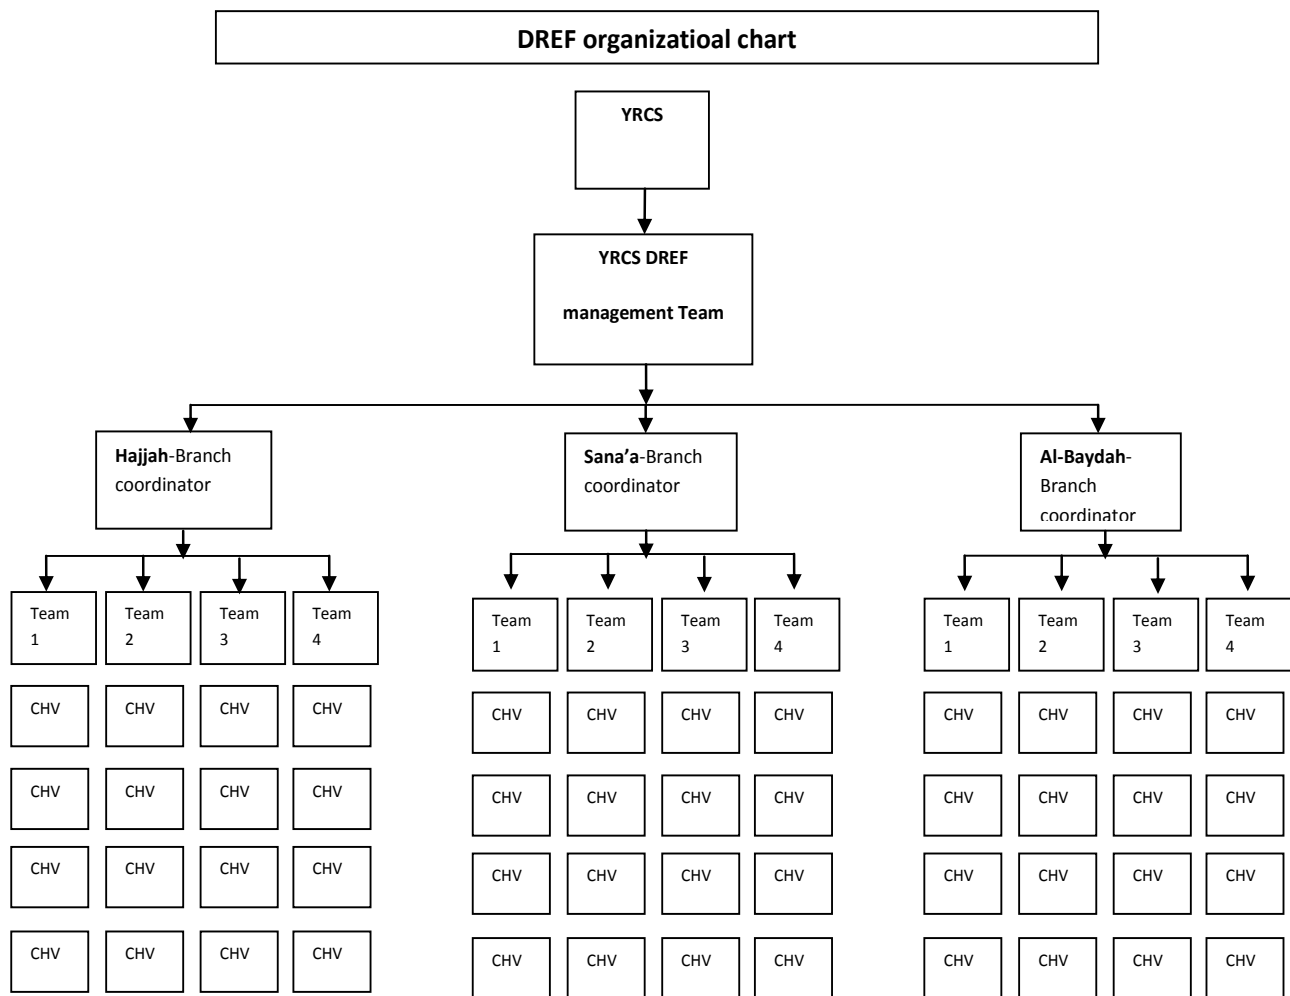 DREF organizatioal chart
YRCS
YRCS DREF
management Team
Hajjah-Branch
coordinator
Sana’a-Branch
coordinator
Al-Baydah-
Branch
coordinator
Team
1
Team
2
Team
3
Team
4
Team
1
Team
2
Team
3
Team
4
Team
1
Team
2
Team
3
Team
4
CHV CHV CHV CHV CHV CHV CHV CHV CHV CHV CHV CHV
CHV CHV CHV CHV CHV CHV CHV CHV CHV CHV CHV CHV
CHV CHV CHV CHV CHV CHV CHV CHV CHV CHV CHV CHV
CHV CHV CHV CHV CHV CHV CHV CHV CHV CHV CHV CHV